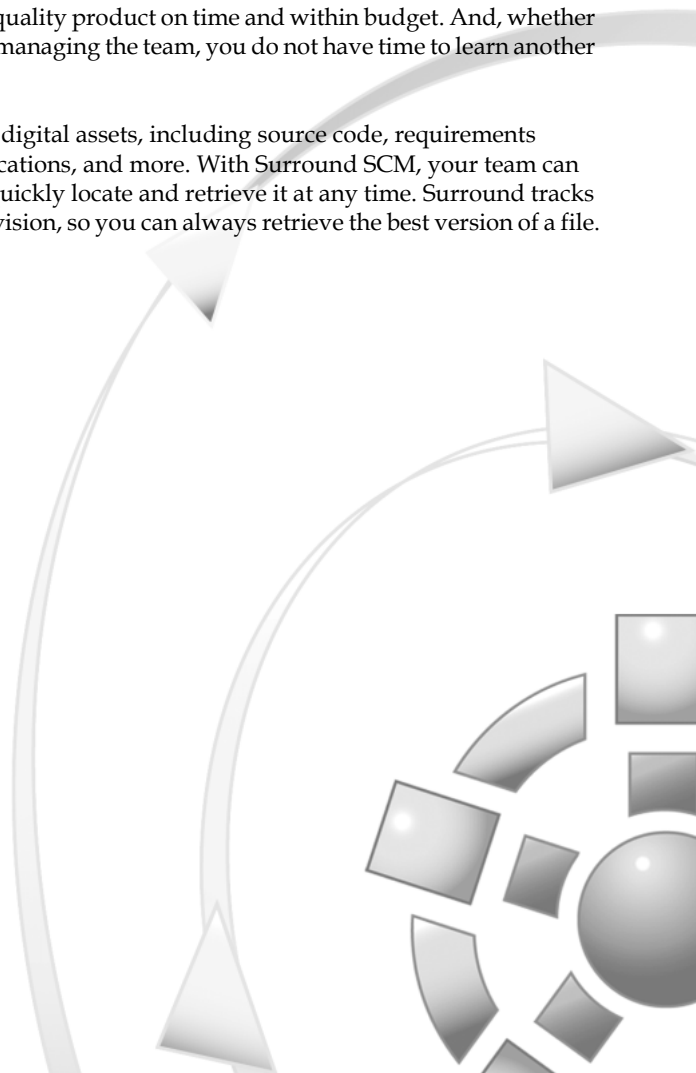 quality product on time and within budget. And, whether
managing the team, you do not have time to learn another
digital assets, including source code, requirements
cations, and more. With Surround SCM, your team can
uickly locate and retrieve it at any time. Surround tracks
vision, so you can always retrieve the best version of a file.